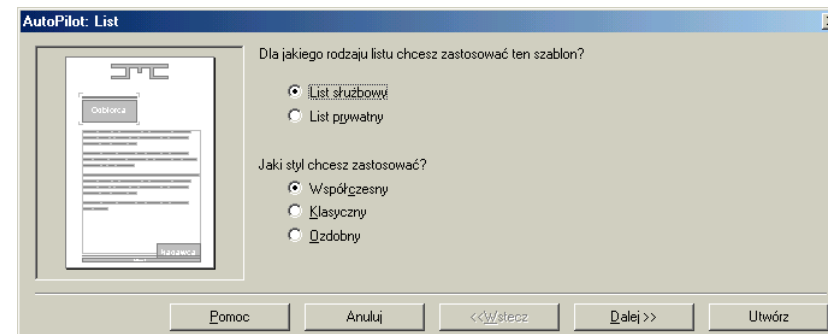 AutoPilot: List
Dla jakiego rodzaju listu chcesz zastosować ten szablon?
List służbowy
List prywatny
Jaki styl chcesz zastosować?
Współczesny
Klasyczny
Ozdobny
Odbiorca
Nadawca
Pomoc
Anuluj
<<Wstecz
Dalej >>
Utwórz